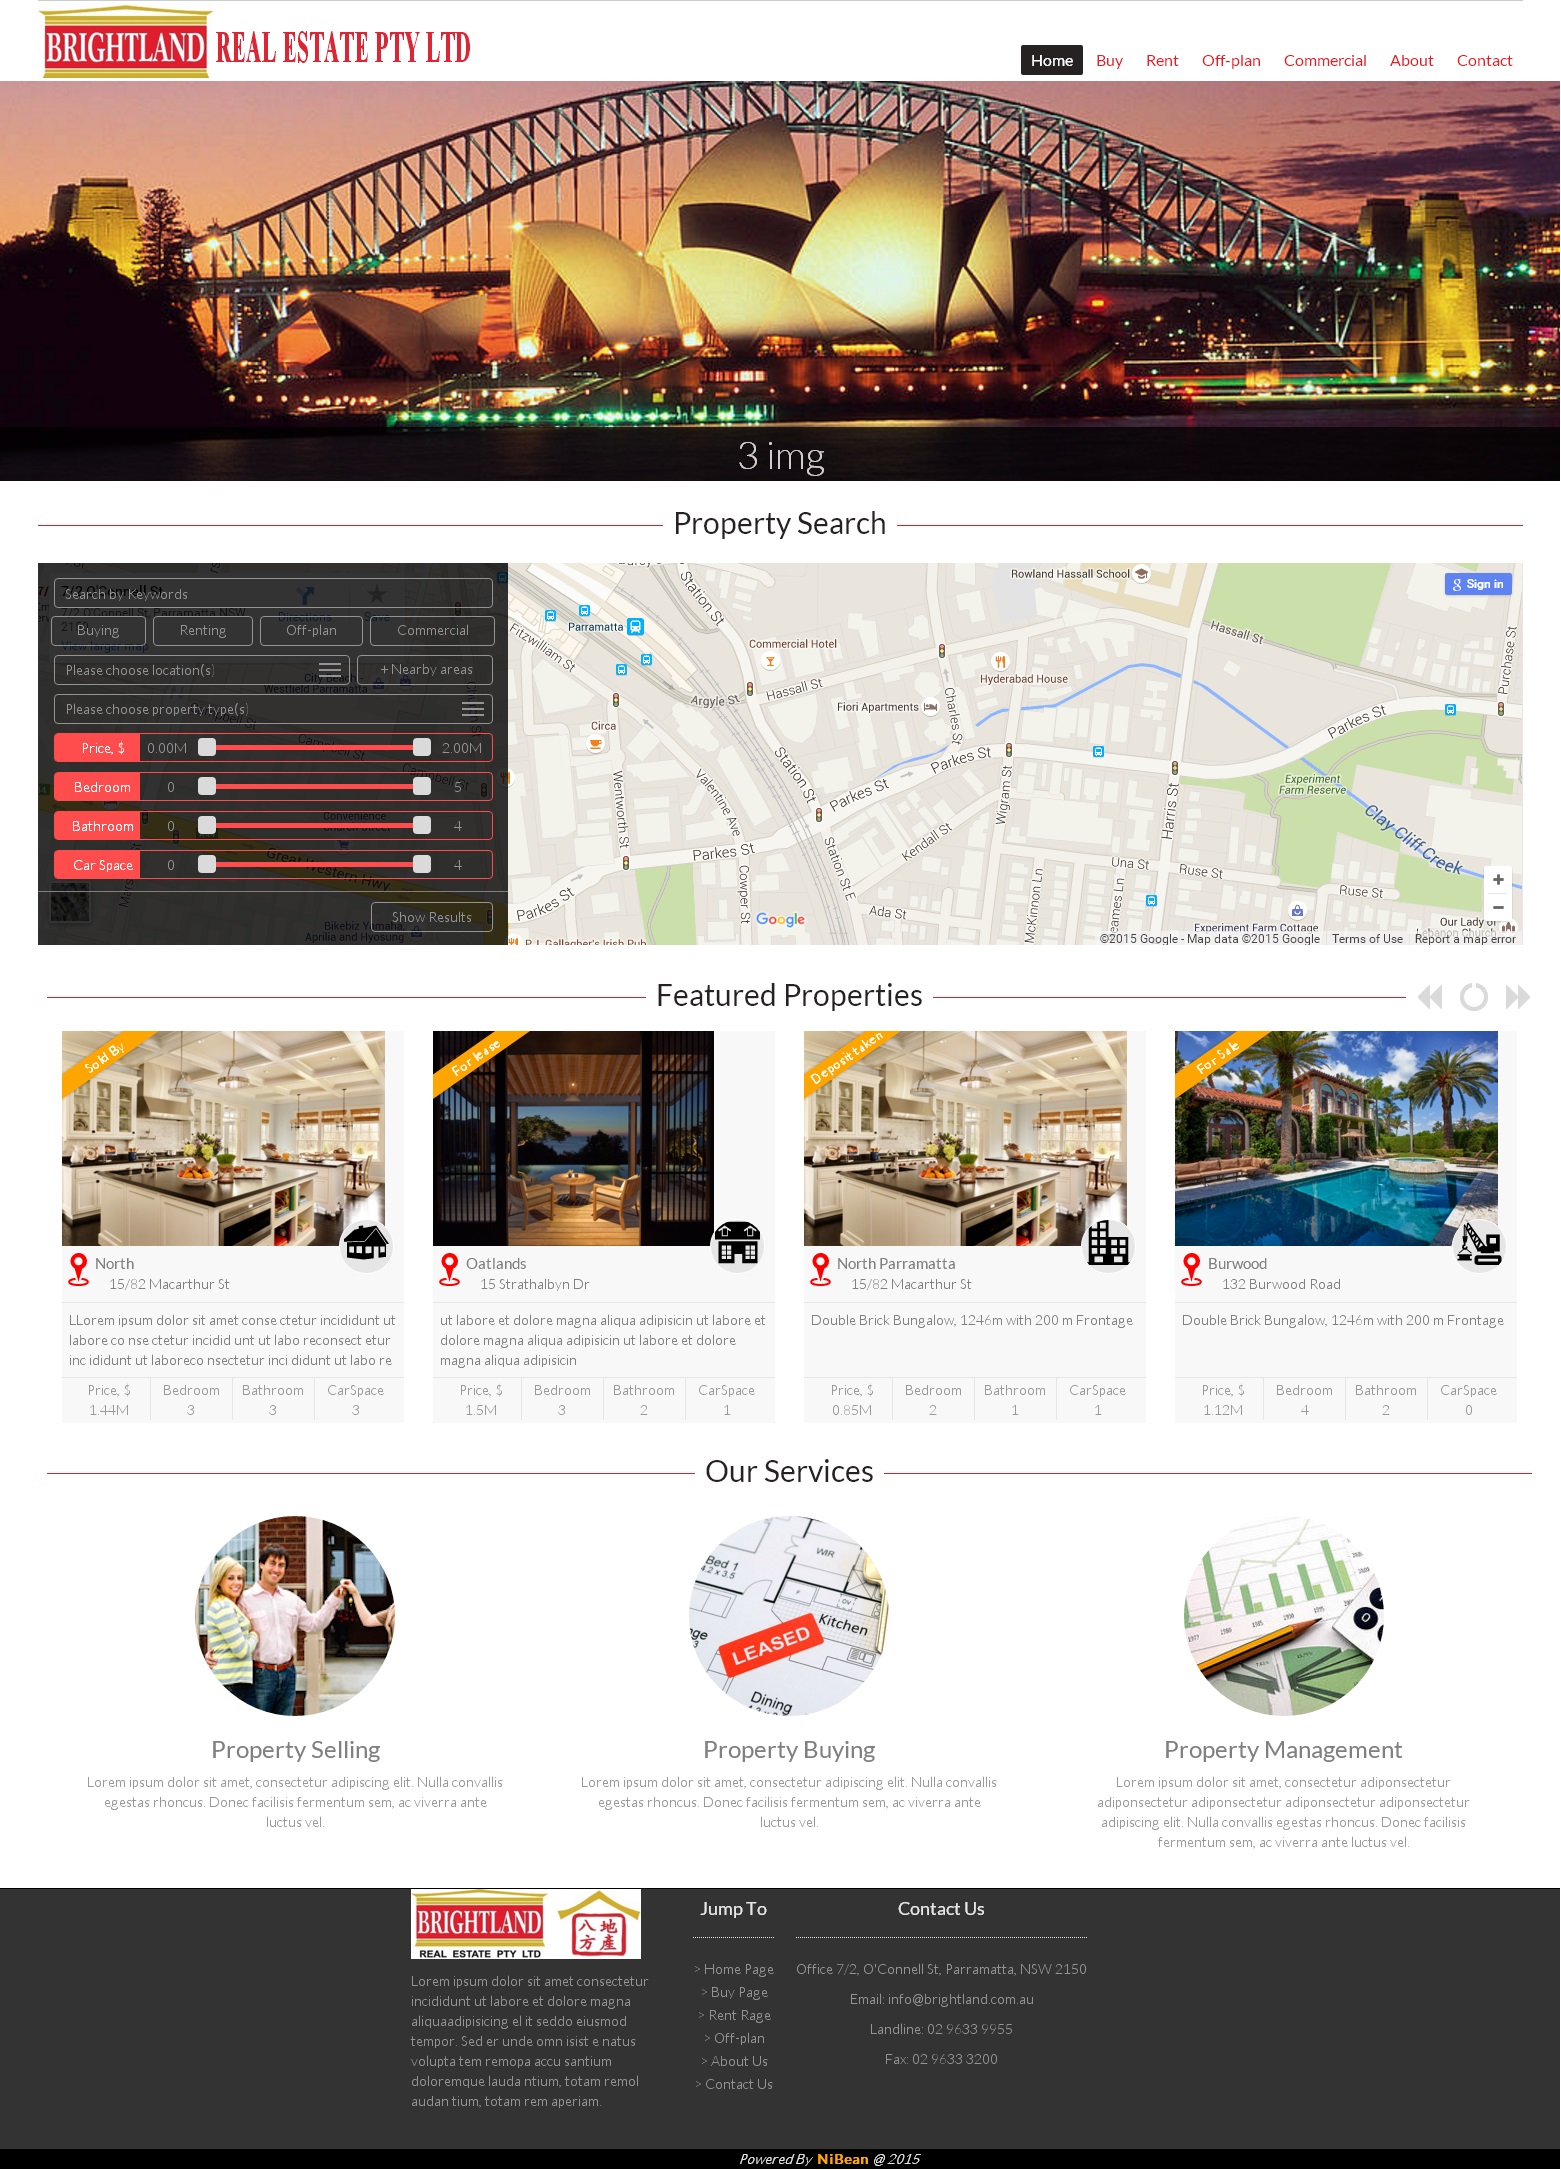 BRIGHTLAND REAL ESTATE PTY LTD
Home Buy Rent Off-plan Commercial About Contact
3 img
Property Search
Search by Keywords
Buying Renting Off-plan Commercial
Please choose location(s) + Nearby areas
Please choose property type(s)
Price, $ 0.00M 2.00M
Bedroom 0 5
Bathroom 0 4
Car Space 0 4
Show Results
Rowland Hassall School
Sign in
Station St
Fitzwilliam St
Parramatta
Commercial Hotel
Hassall St
Purchase St
Argyle St
Hassall St
Hyderabad House
Fiori Apartments
Charles St
Circa
Parkes St
Station St
Parkes St
Valentine Ave
Wentworth St
Parkes St
Wigram St
Harris St
Experiment Farm Reserve
Clay Cliff Creek
Kendall St
Parkes St
Una St
Ruse St
Ruse St
Parkes St
Cowper St
Station St E
Ada St
McKinnon Ln
Google
Experiment Farm Cottage
Our Lady of Lebanon Church
P.J. Gallagher's Irish Pub
©2015 Google - Map data ©2015 Google Terms of Use Report a map error
Featured Properties
Sold By
For lease
Deposit taken
For Sale
North
15/82 Macarthur St
LLorem ipsum dolor sit amet conse ctetur incididunt ut
labore co nse ctetur incidid unt ut labo reconsect etur
inc ididunt ut laboreco nsectetur inci didunt ut labo re
Price, $ Bedroom Bathroom CarSpace
1.44M 3 3 3
Oatlands
15 Strathalbyn Dr
ut labore et dolore magna aliqua adipisicin ut labore et
dolore magna aliqua adipisicin ut labore et dolore
magna aliqua adipisicin
Price, $ Bedroom Bathroom CarSpace
1.5M 3 2 1
North Parramatta
15/82 Macarthur St
Double Brick Bungalow, 1246m with 200 m Frontage
Price, $ Bedroom Bathroom CarSpace
0.85M 2 1 1
Burwood
132 Burwood Road
Double Brick Bungalow, 1246m with 200 m Frontage
Price, $ Bedroom Bathroom CarSpace
1.12M 4 2 0
Our Services
Bed 1
4.2 x 3.5
WIR
Kitchen
LEASED
Dining
Property Selling
Lorem ipsum dolor sit amet, consectetur adipiscing elit. Nulla convallis
egestas rhoncus. Donec facilisis fermentum sem, ac viverra ante
luctus vel.
Property Buying
Lorem ipsum dolor sit amet, consectetur adipiscing elit. Nulla convallis
egestas rhoncus. Donec facilisis fermentum sem, ac viverra ante
luctus vel.
Property Management
Lorem ipsum dolor sit amet, consectetur adiponsectetur
adiponsectetur adiponsectetur adiponsectetur adiponsectetur
adipiscing elit. Nulla convallis egestas rhoncus. Donec facilisis
fermentum sem, ac viverra ante luctus vel.
BRIGHTLAND
REAL ESTATE PTY LTD
八地
方產
Lorem ipsum dolor sit amet consectetur
incididunt ut labore et dolore magna
aliquaadipisicing el it seddo eiusmod
tempor. Sed er unde omn isist e natus
volupta tem remopa accu santium
doloremque lauda ntium, totam remol
audan tium, totam rem aperiam.
Jump To
> Home Page
> Buy Page
> Rent Rage
> Off-plan
> About Us
> Contact Us
Contact Us
Office 7/2, O'Connell St, Parramatta, NSW 2150
Email: info@brightland.com.au
Landline: 02 9633 9955
Fax: 02 9633 3200
Powered By NiBean @ 2015